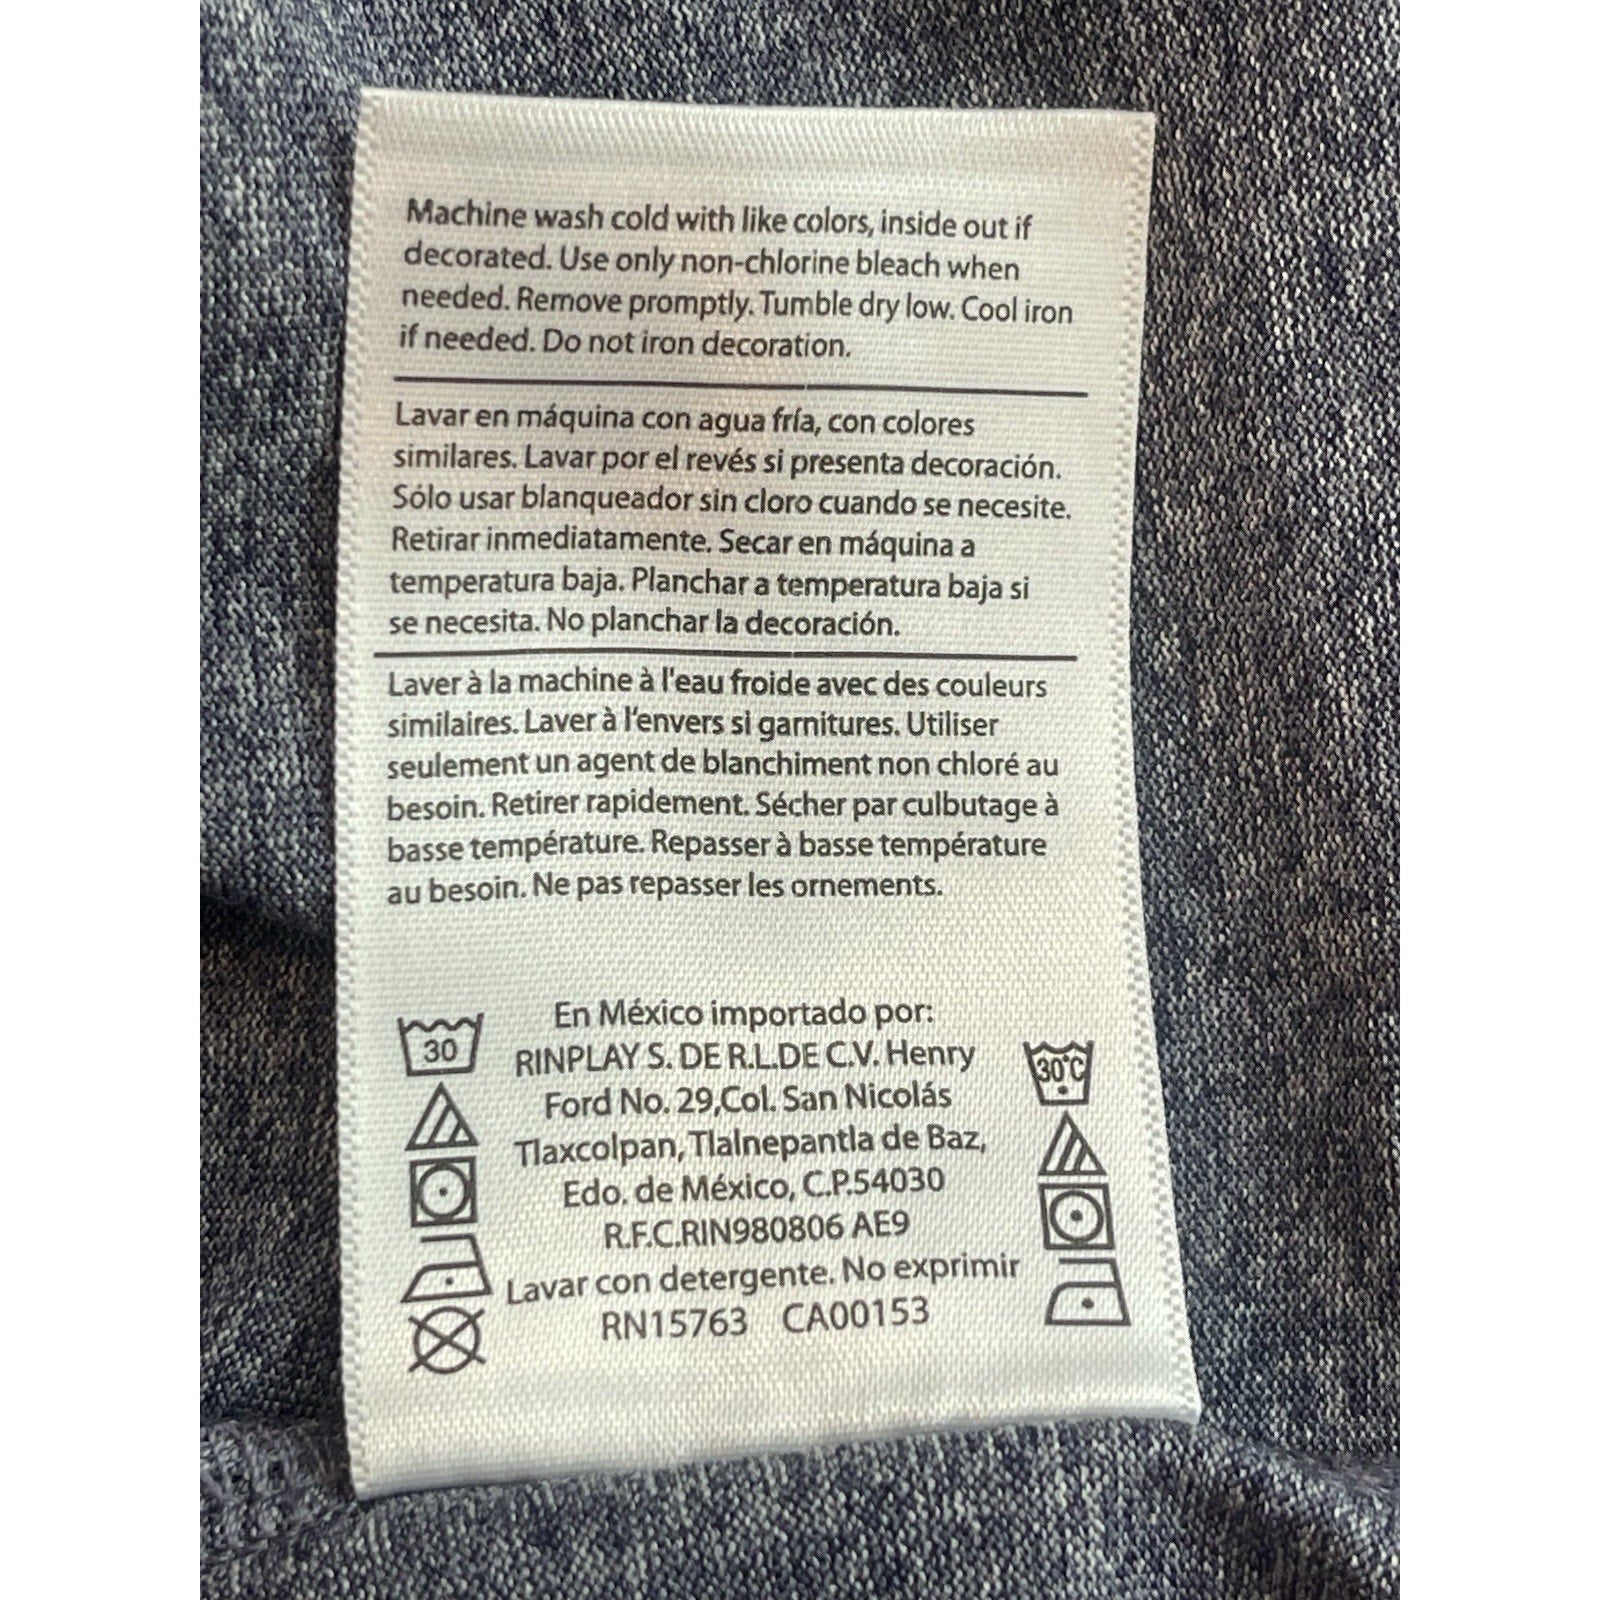 Machine wash cold with like colors, inside out if
decorated. Use only non-chlorine bleach when
needed. Remove promptly. Tumble dry low. Cool iron
if needed. Do not iron decoration.
Lavar en máquina con agua fría, con colores
similares. Lavar por el revés si presenta decoración.
Sólo usar blanqueador sin cloro cuando se necesite.
Retirar inmediatamente. Secar en máquina a
temperatura baja. Planchar a temperatura baja si
se necesita. No planchar la decoración.
Laver à la machine à l'eau froide avec des couleurs
similaires. Laver à l'envers si garnitures. Utiliser
seulement un agent de blanchiment non chloré au
besoin. Retirer rapidement. Sécher par culbutage à
basse température. Repasser à basse température
au besoin. Ne pas repasser les ornements.
30
En México importado por:
RINPLAY S. DE R.L.DE C.V. Henry
Ford No. 29,Col. San Nicolás
Tlaxcolpan, Tlalnepantla de Baz,
Edo. de México, C.P.54030
R.F.C.RIN980806 AE9
Lavar con detergente. No exprimir
RN15763 CA00153
30°C